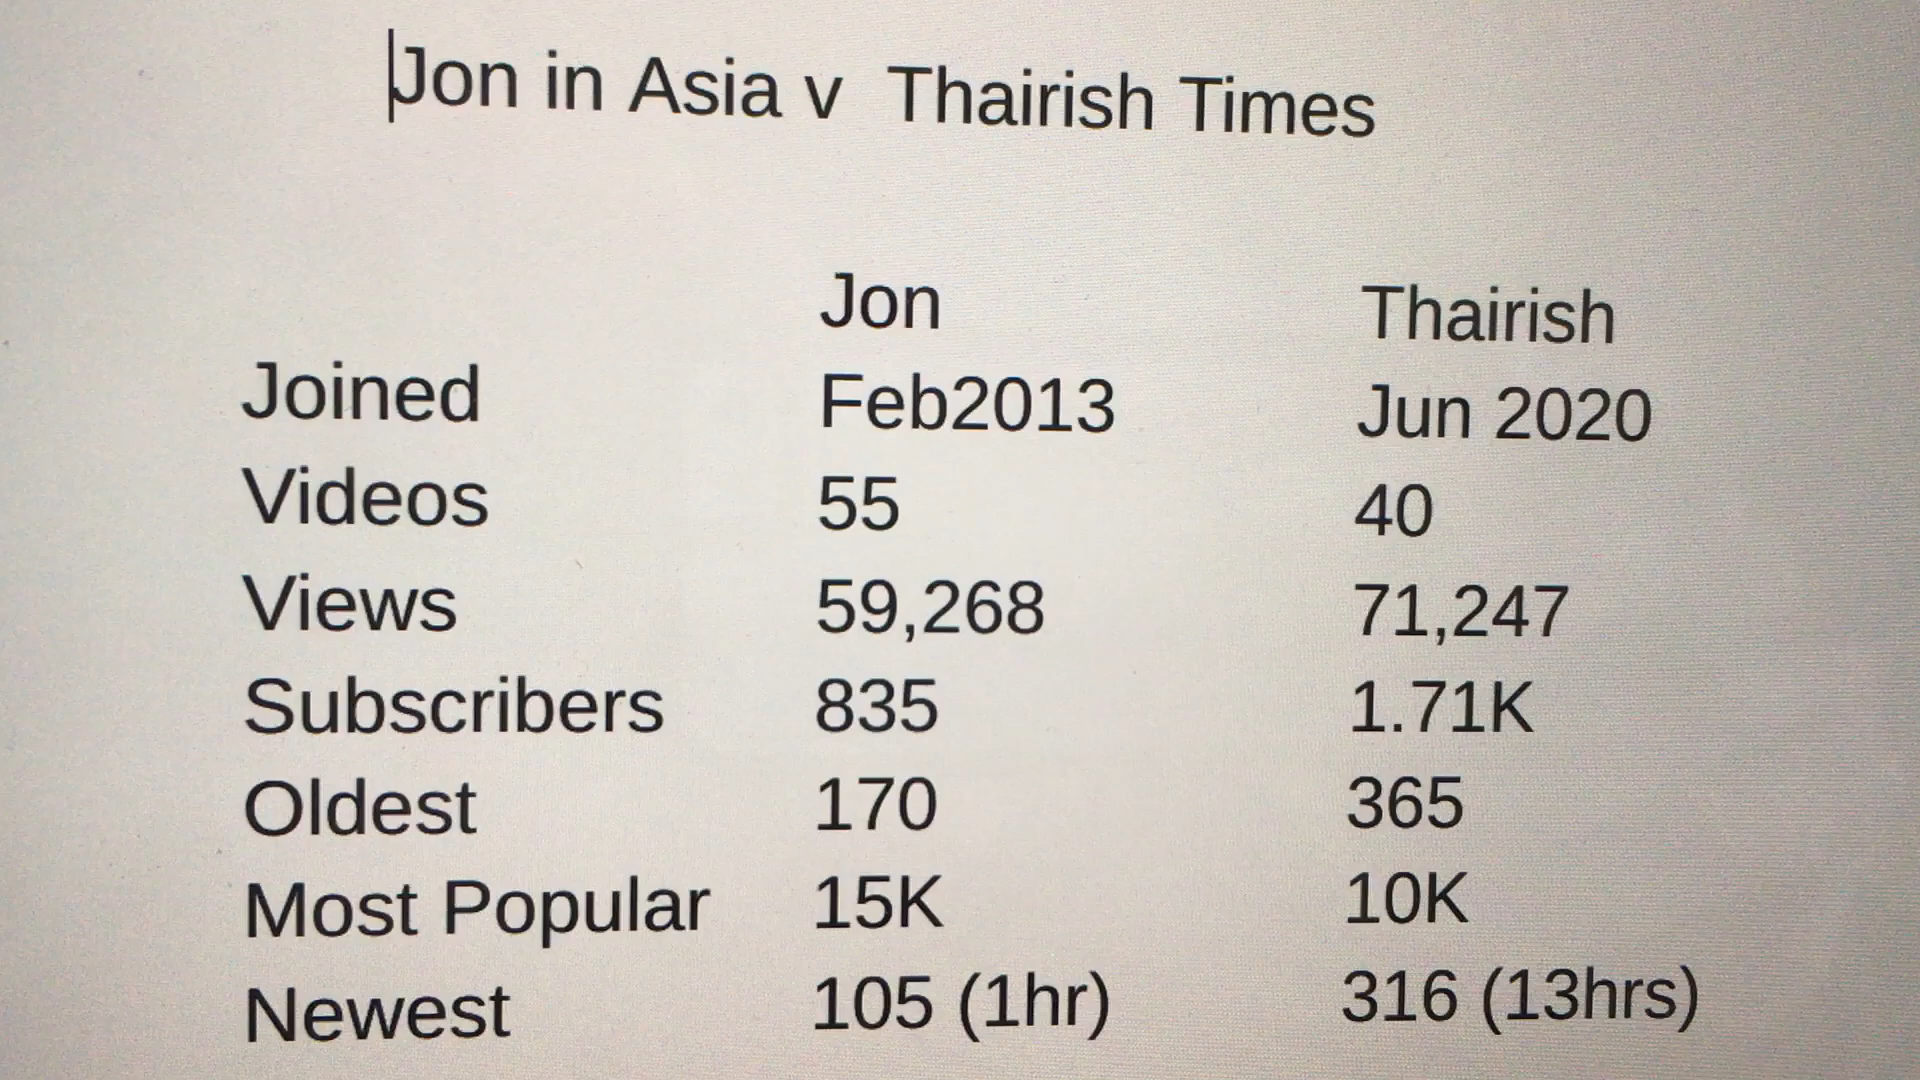 Jon in Asia v  Thairish Times
Jon Thairish
Joined Feb2013 Jun 2020
Videos 55 40
Views 59,268 71,247
Subscribers 835 1.71K
Oldest 170 365
Most Popular 15K 10K
Newest 105 (1hr) 316 (13hrs)